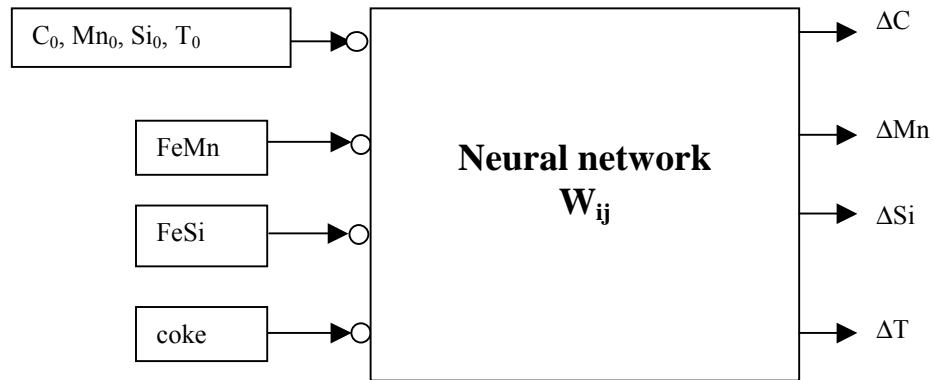 C₀, Mn₀, Si₀, T₀
FeMn
FeSi
coke
Neural network
Wᵢⱼ
ΔC
ΔMn
ΔSi
ΔT